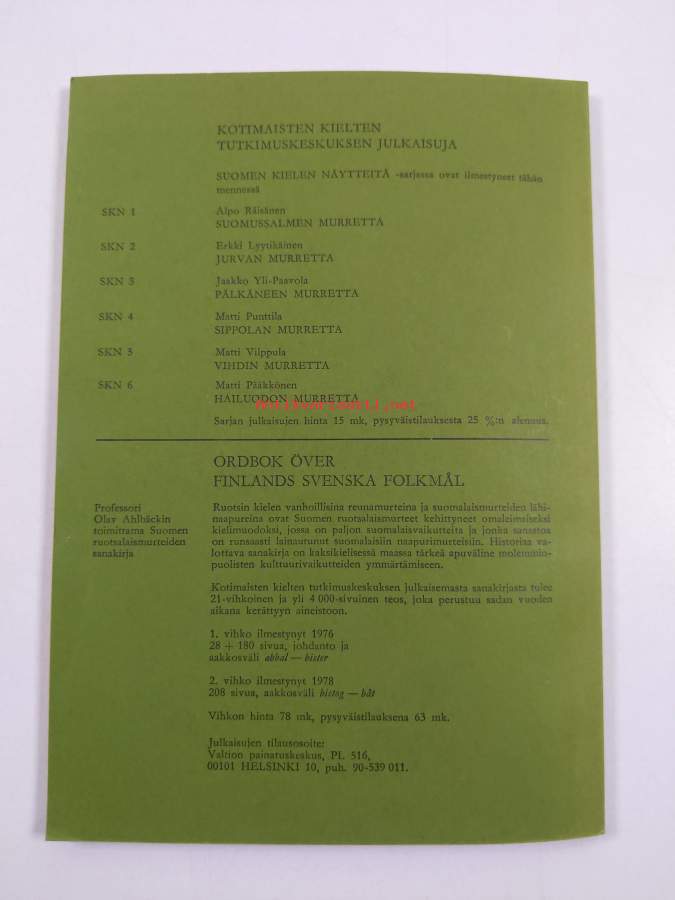 KOTIMAISTEN KIELTEN
TUTKIMUSKESKUKSEN JULKAISUJA
SUOMEN KIELEN NÄYTTEITÄ -sarjassa ovat ilmestyneet tähän
mennessä
SKN 1 Alpo Räisänen
SUOMUSSALMEN MURRETTA
SKN 2 Erkki Lyytikäinen
JURVAN MURRETTA
SKN 3 Jaakko Yli-Paavola
PÄLKÄNEEN MURRETTA
SKN 4 Matti Punttila
SIPPOLAN MURRETTA
SKN 5 Matti Vilppula
VIHDIN MURRETTA
SKN 6 Matti Pääkkönen
HAILUODON MURRETTA
Antikvariaatti.net
Sarjan julkaisujen hinta 15 mk, pysyväistilauksesta 25 %:n alennus.
ORDBOK ÖVER
FINLANDS SVENSKA FOLKMÅL
Professori
Olav Ahlbäckin
toimittama Suomen
ruotsalaismurteiden
sanakirja
Ruotsin kielen vanhoillisina reunamurteina ja suomalaismurteiden lähi-
naapureina ovat Suomen ruotsalaismurteet kehittyneet omaleimaiseksi
kielimuodoksi, jossa on paljon suomalaisvaikutteita ja jonka sanastoa
on runsaasti lainautunut suomalaisiin naapurimurteisiin. Historiaa va-
lottava sanakirja on kaksikielisessä maassa tärkeä apuväline molemmin-
puolisten kulttuurivaikutteiden ymmärtämiseen.
Kotimaisten kielten tutkimuskeskuksen julkaisemasta sanakirjasta tulee
21-vihkoinen ja yli 4 000-sivuinen teos, joka perustuu sadan vuoden
aikana kerättyyn aineistoon.
1. vihko ilmestynyt 1976
28 + 180 sivua, johdanto ja
aakkosväli abbal — bister
2. vihko ilmestynyt 1978
208 sivua, aakkosväli bistog — båt
Vihkon hinta 78 mk, pysyväistilauksena 63 mk.
Julkaisujen tilausosoite:
Valtion painatuskeskus, PL 516,
00101 HELSINKI 10, puh. 90-539 011.